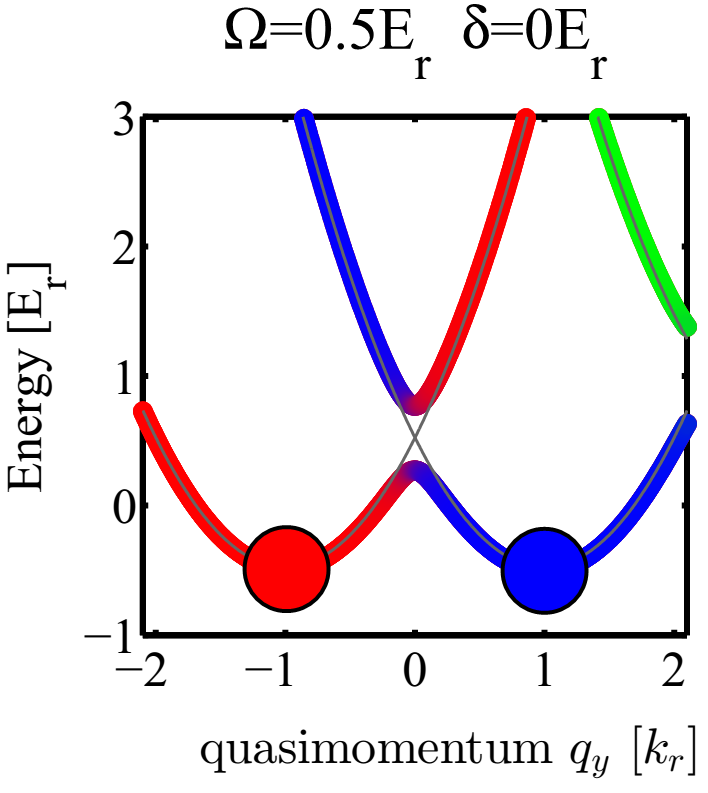 Ω=0.5E_r δ=0E_r
3
2
1
0
−1
Energy [E_r]
−2 −1 0 1 2
quasimomentum q_y [k_r]